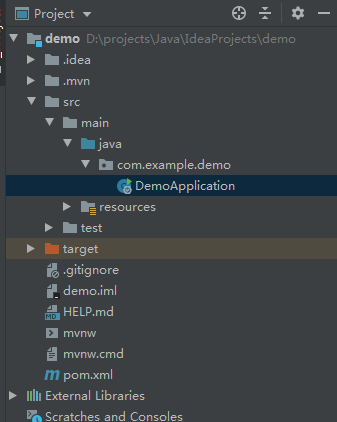 Project
demo D:\projects\Java\IdeaProjects\demo
.idea
.mvn
src
main
java
com.example.demo
DemoApplication
resources
test
target
.gitignore
demo.iml
MD HELP.md
mvnw
mvnw.cmd
m pom.xml
External Libraries
Scratches and Consoles